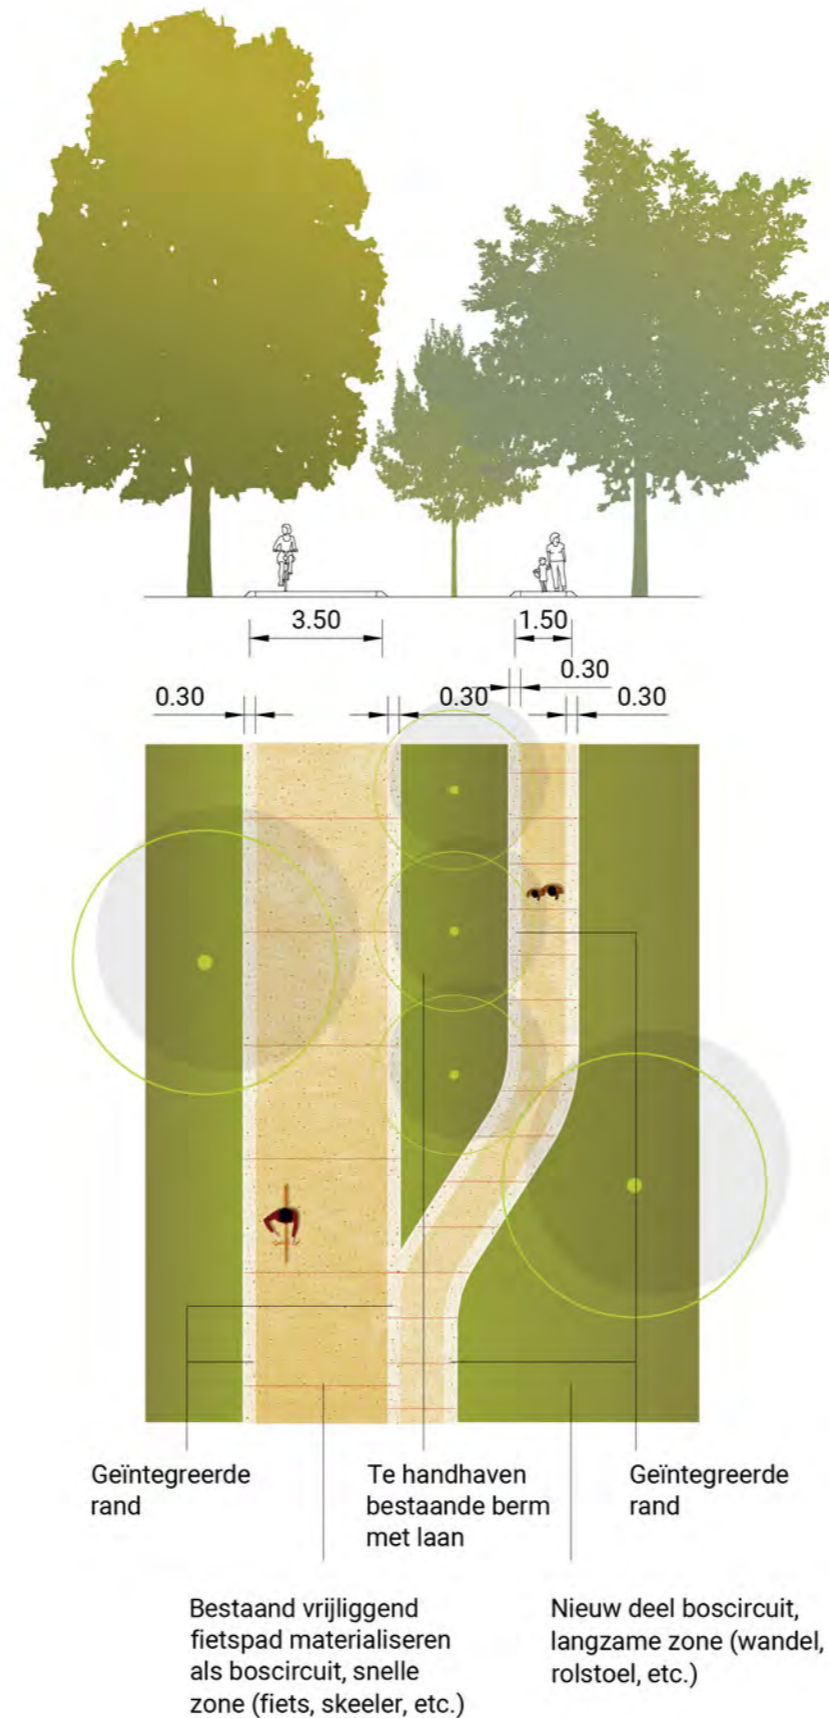 3.50
1.50
0.30
0.30
0.30
0.30
Geïntegreerde
rand
Te handhaven
bestaande berm
met laan
Geïntegreerde
rand
Bestaand vrijliggend
fietspad materialiseren
als boscircuit, snelle
zone (fiets, skeeler, etc.)
Nieuw deel boscircuit,
langzame zone (wandel,
rolstoel, etc.)